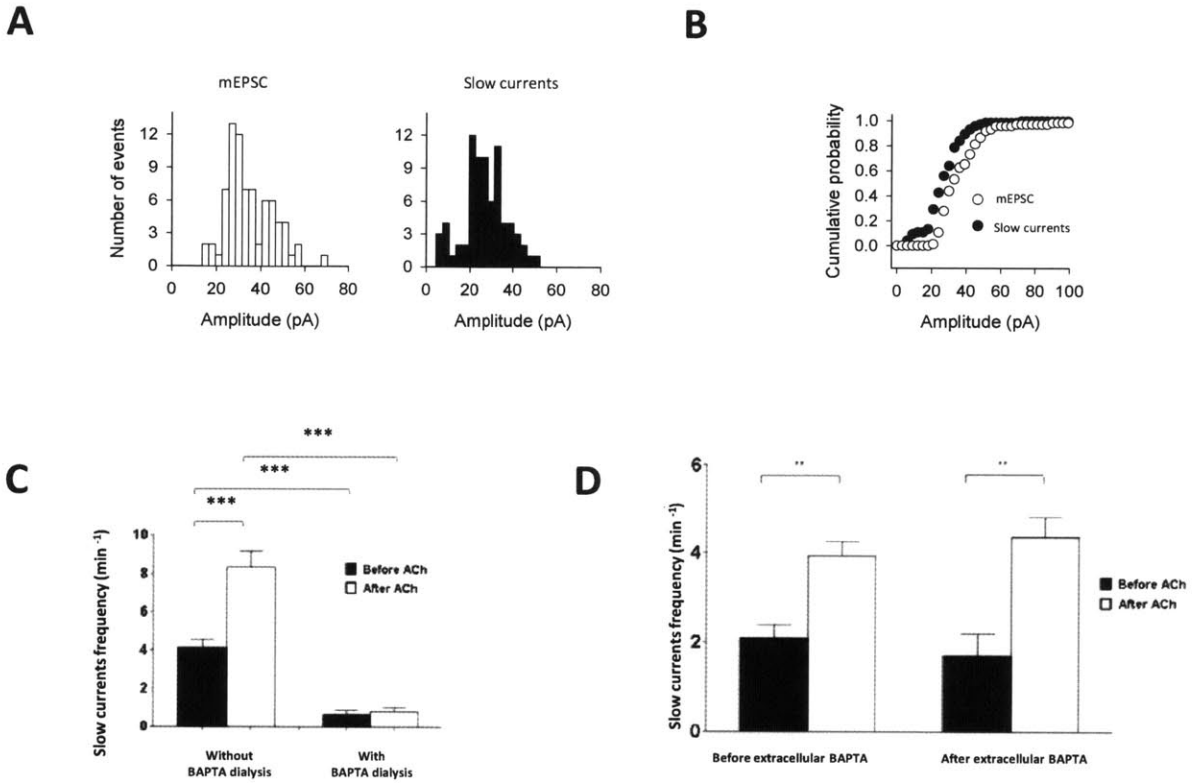 A
B
mEPSC
Slow currents
Number of events
12
9
6
3
0
0 20 40 60 80
Amplitude (pA)
12
9
6
3
0
0 20 40 60 80
Amplitude (pA)
Cumulative probability
1.0
0.8
0.6
0.4
0.2
0.0
mEPSC
Slow currents
0 20 40 60 80 100
Amplitude (pA)
C
D
***
***
***
Slow currents frequency (min -1)
10
8
6
4
2
0
Before ACh
After ACh
Without
BAPTA dialysis
With
BAPTA dialysis
Slow currents frequency (min -1)
6
4
2
0
**
**
Before ACh
After ACh
Before extracellular BAPTA
After extracellular BAPTA